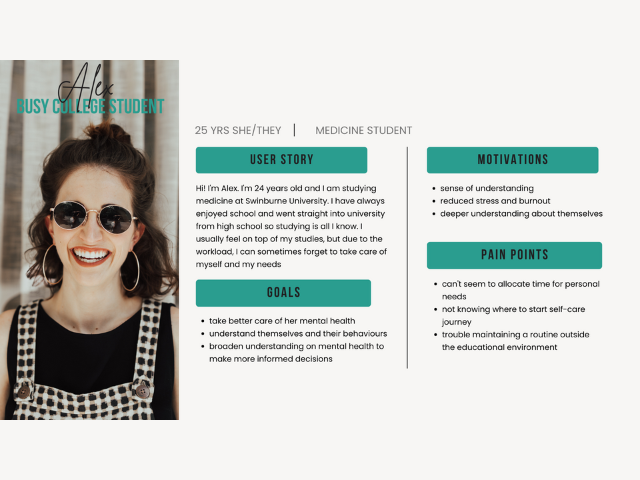 Alex
BUSY COLLEGE STUDENT
25 YRS SHE/THEY | MEDICINE STUDENT
USER STORY
Hi! I'm Alex. I'm 24 years old and I am studying
medicine at Swinburne University. I have always
enjoyed school and went straight into university
from high school so studying is all I know. I
usually feel on top of my studies, but due to the
workload, I can sometimes forget to take care of
myself and my needs
GOALS
• take better care of her mental health
• understand themselves and their behaviours
• broaden understanding on mental health to
make more informed decisions
MOTIVATIONS
• sense of understanding
• reduced stress and burnout
• deeper understanding about themselves
PAIN POINTS
• can't seem to allocate time for personal
needs
• not knowing where to start self-care
journey
• trouble maintaining a routine outside
the educational environment